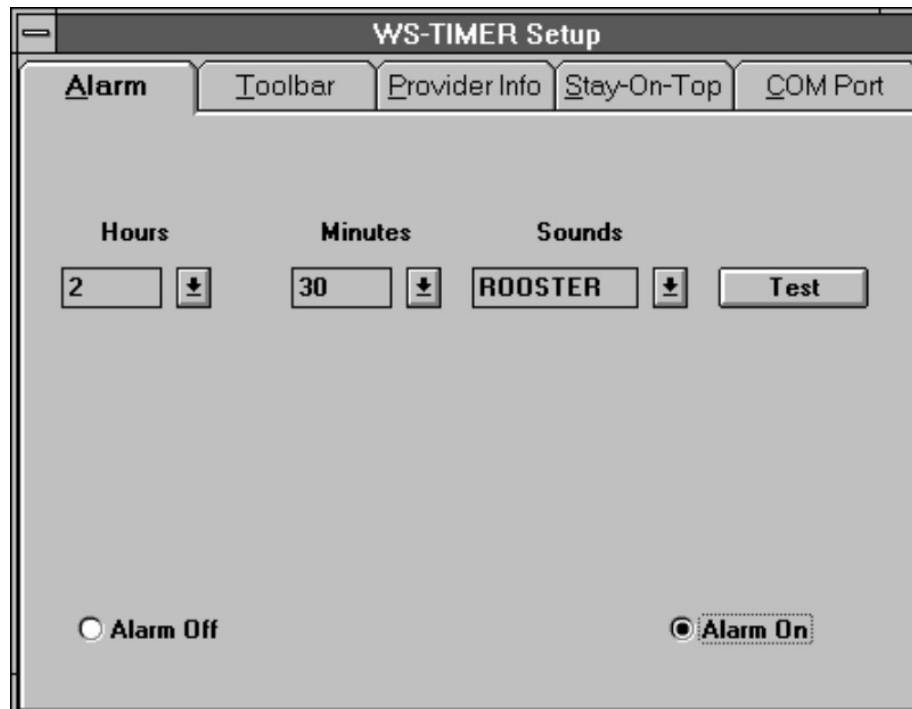 WS-TIMER Setup
Alarm Toolbar Provider Info Stay-On-Top COM Port
Hours Minutes Sounds
2 30 ROOSTER Test
Alarm Off Alarm On